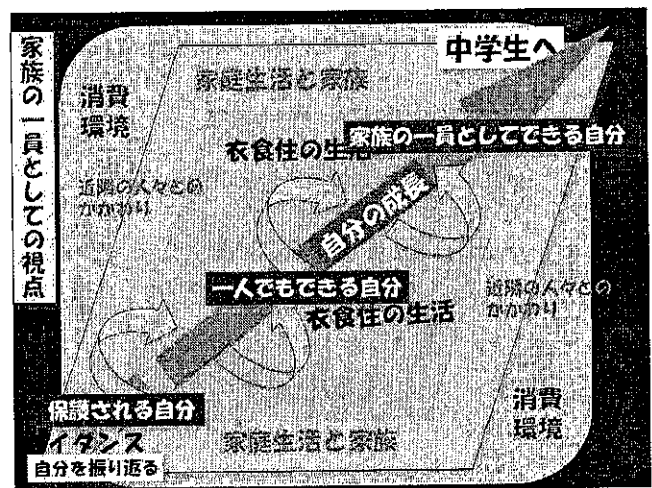 家族の一員としての視点
中学生へ
家庭生活と家族
消費
環境
家族の一員としてできる自分
衣食住の生活
近隣の人々との
かかわり
自分の成長
一人でもできる自分
衣食住の生活
近隣の人々との
かかわり
消費
環境
保護される自分
イダンス
家庭生活と家族
自分を振り返る